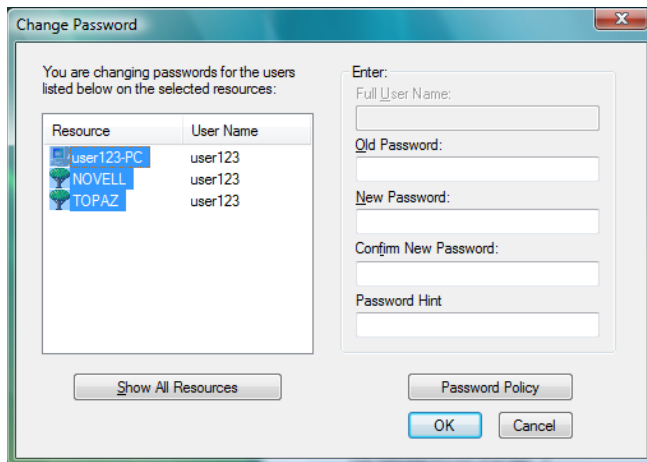 Change Password
You are changing passwords for the users
listed below on the selected resources:
Resource User Name
user123-PC user123
NOVELL user123
TOPAZ user123
Show All Resources
Enter:
Full User Name:
Old Password:
New Password:
Confirm New Password:
Password Hint
Password Policy
OK Cancel